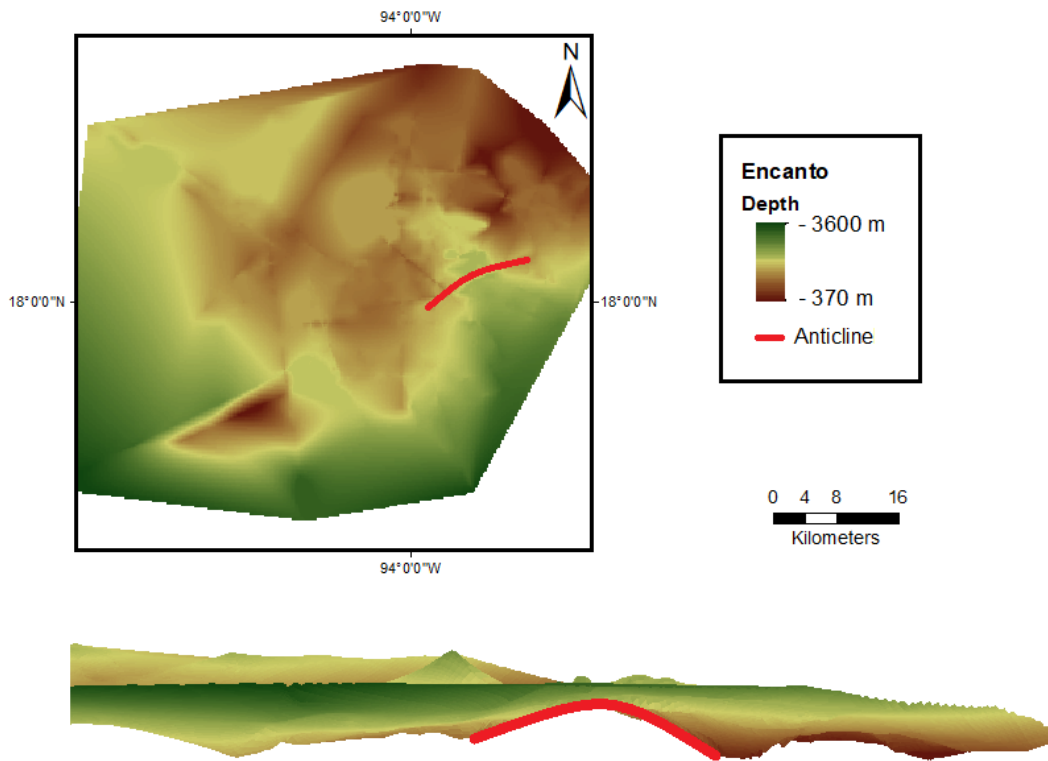 94°0'0"W
N
18°0'0"N
18°0'0"N
94°0'0"W
Encanto
Depth
- 3600 m
- 370 m
Anticline
0 4 8 16
Kilometers